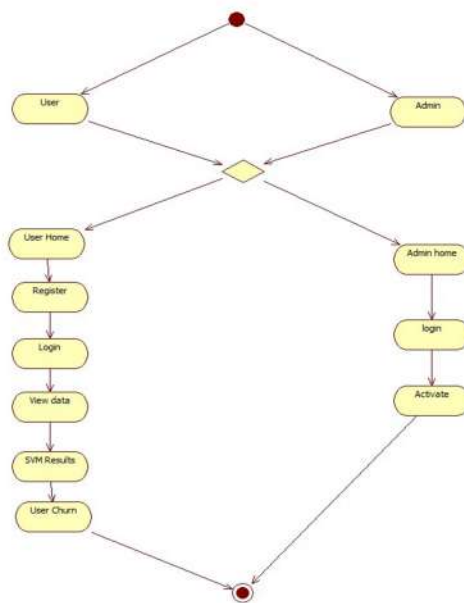 User
Admin
User Home
Admin home
Register
login
Login
Activate
View data
SVM Results
User Churn